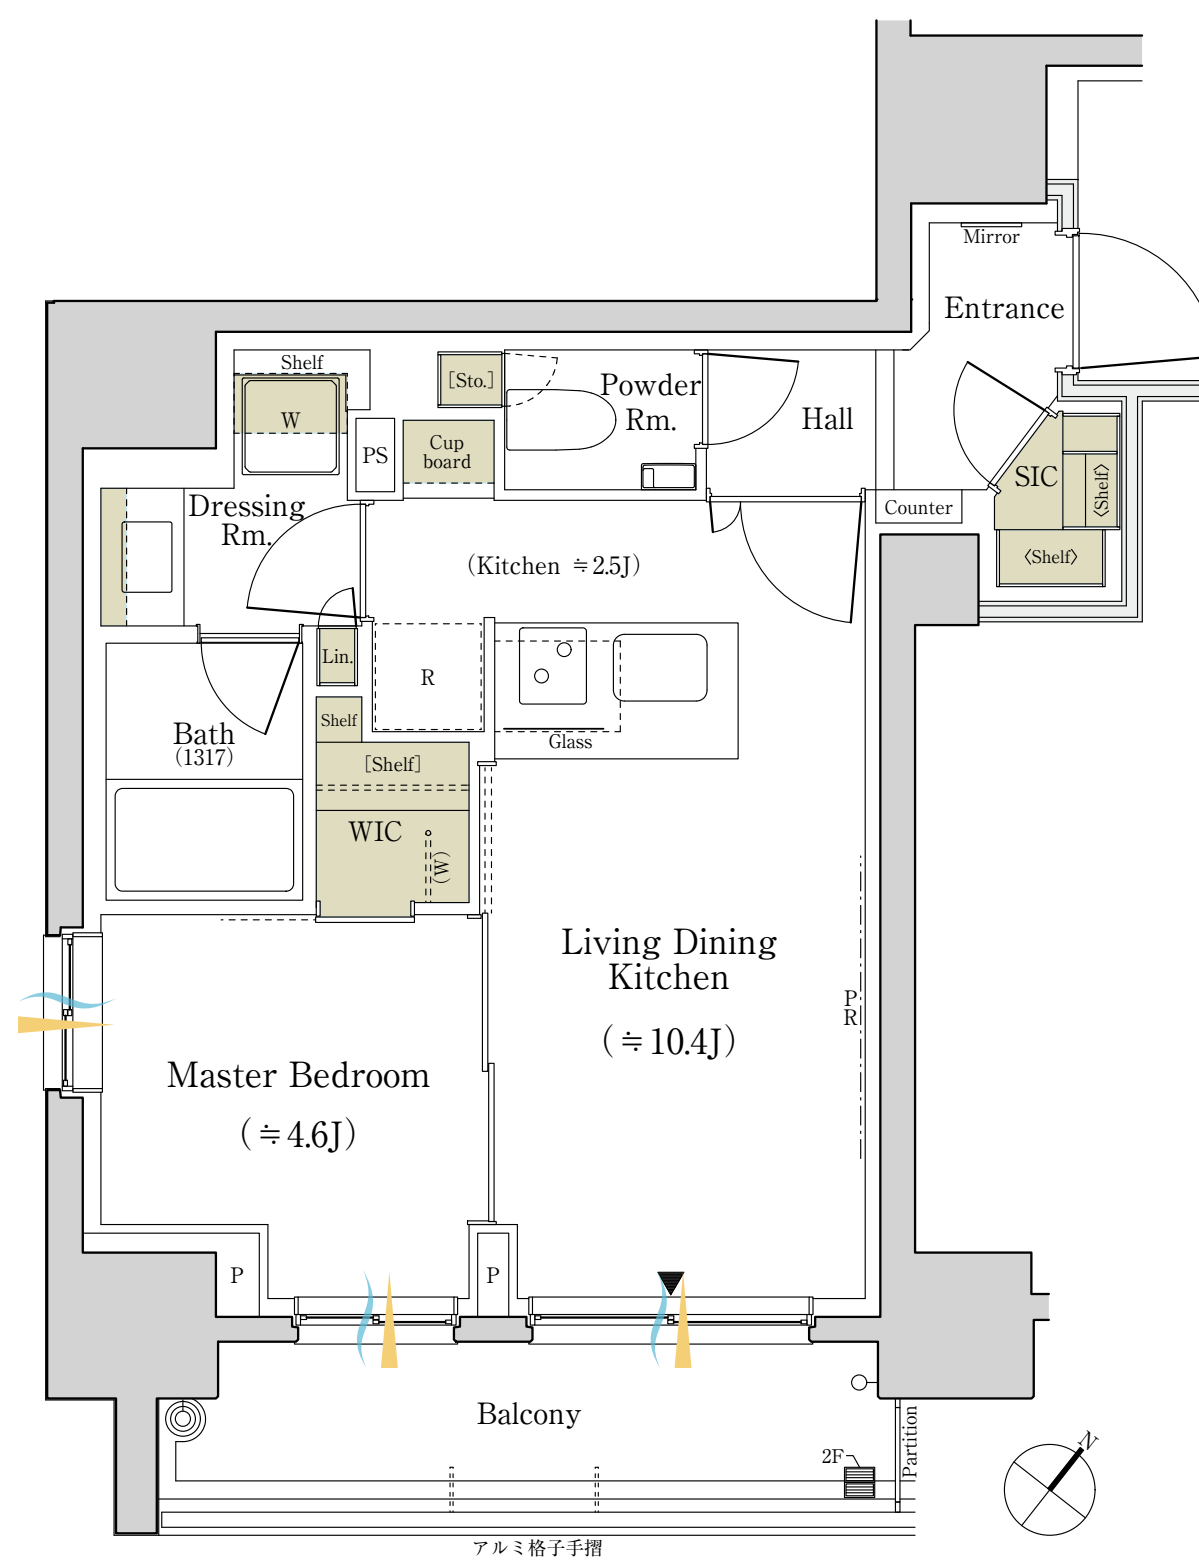 Mirror
Entrance
Shelf
[Sto.]
Powder
Rm.
Hall
W
Cup
board
PS
SIC
〈Shelf〉
Dressing
Rm.
Counter
〈Shelf〉
(Kitchen ≒2.5J)
Lin.
R
Shelf
Glass
Bath
(1317)
[Shelf]
WIC
(W)
Living Dining
Kitchen
(≒10.4J)
PR
Master Bedroom
(≒4.6J)
P
P
Balcony
Partition
N
2F
アルミ格子手摺